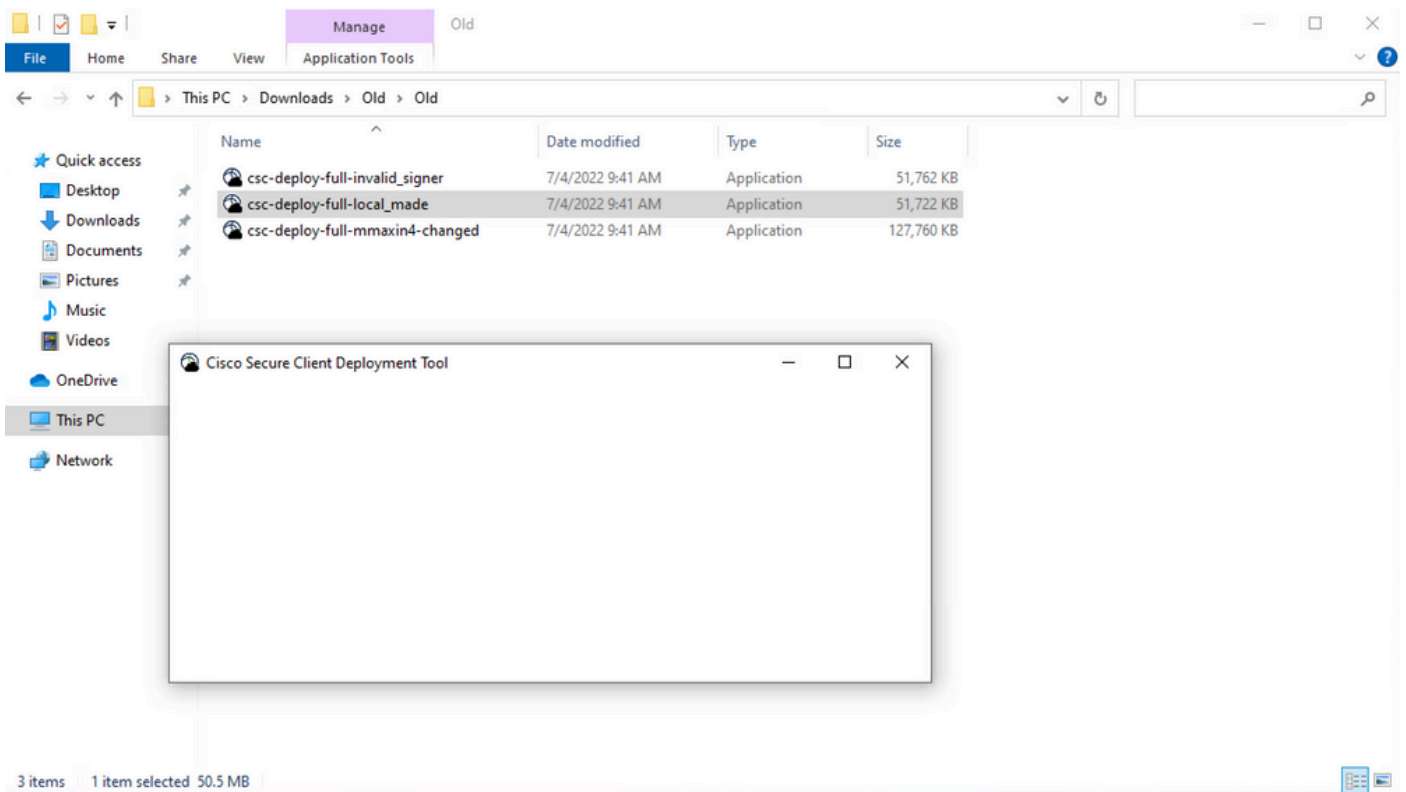 Manage Old
File Home Share View Application Tools
This PC > Downloads > Old > Old
Name Date modified Type Size
Quick access
Desktop
Downloads
Documents
Pictures
Music
Videos
OneDrive
This PC
Network
csc-deploy-full-invalid_signer 7/4/2022 9:41 AM Application 51,762 KB
csc-deploy-full-local_made 7/4/2022 9:41 AM Application 51,722 KB
csc-deploy-full-mmaxin4-changed 7/4/2022 9:41 AM Application 127,760 KB
Cisco Secure Client Deployment Tool
3 items 1 item selected 50.5 MB